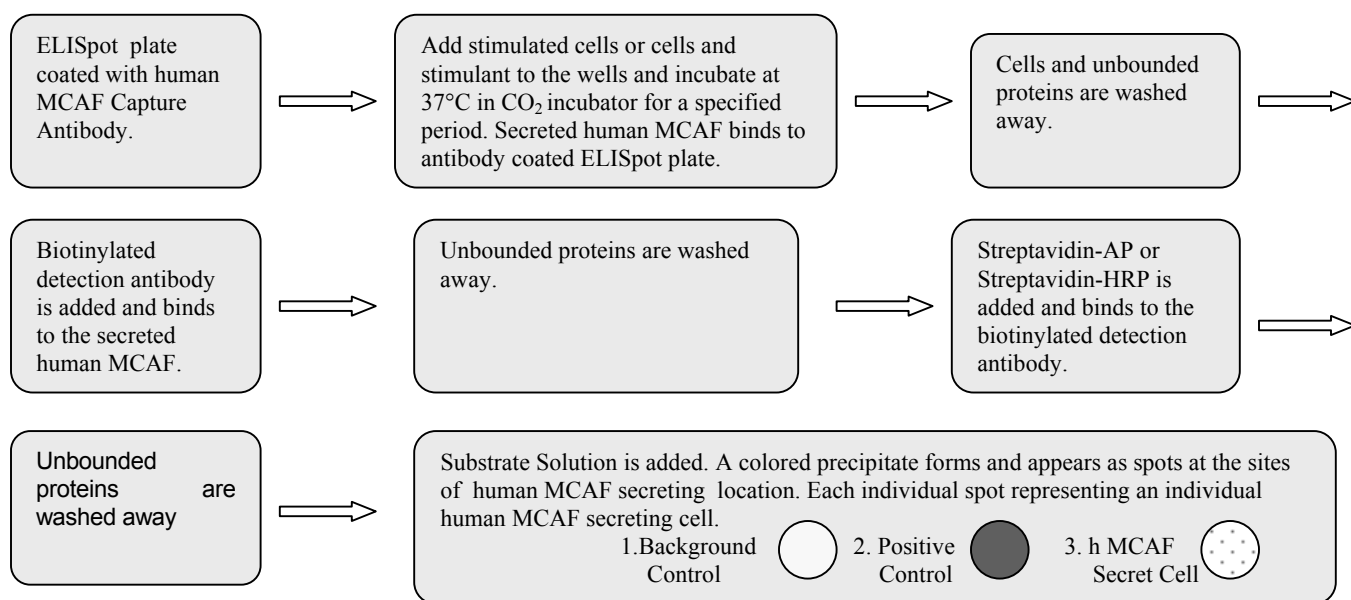 ELISpot plate
coated with human
MCAF Capture
Antibody.
Add stimulated cells or cells and
stimulant to the wells and incubate at
37°C in CO2 incubator for a specified
period. Secreted human MCAF binds to
antibody coated ELISpot plate.
Cells and unbounded
proteins are washed
away.
Biotinylated
detection antibody
is added and binds
to the secreted
human MCAF.
Unbounded proteins are washed
away.
Streptavidin-AP or
Streptavidin-HRP is
added and binds to the
biotinylated detection
antibody.
Unbounded
proteins are
washed away
Substrate Solution is added. A colored precipitate forms and appears as spots at the sites
of human MCAF secreting location. Each individual spot representing an individual
human MCAF secreting cell.
1.Background
Control
2. Positive
Control
3. h MCAF
Secret Cell